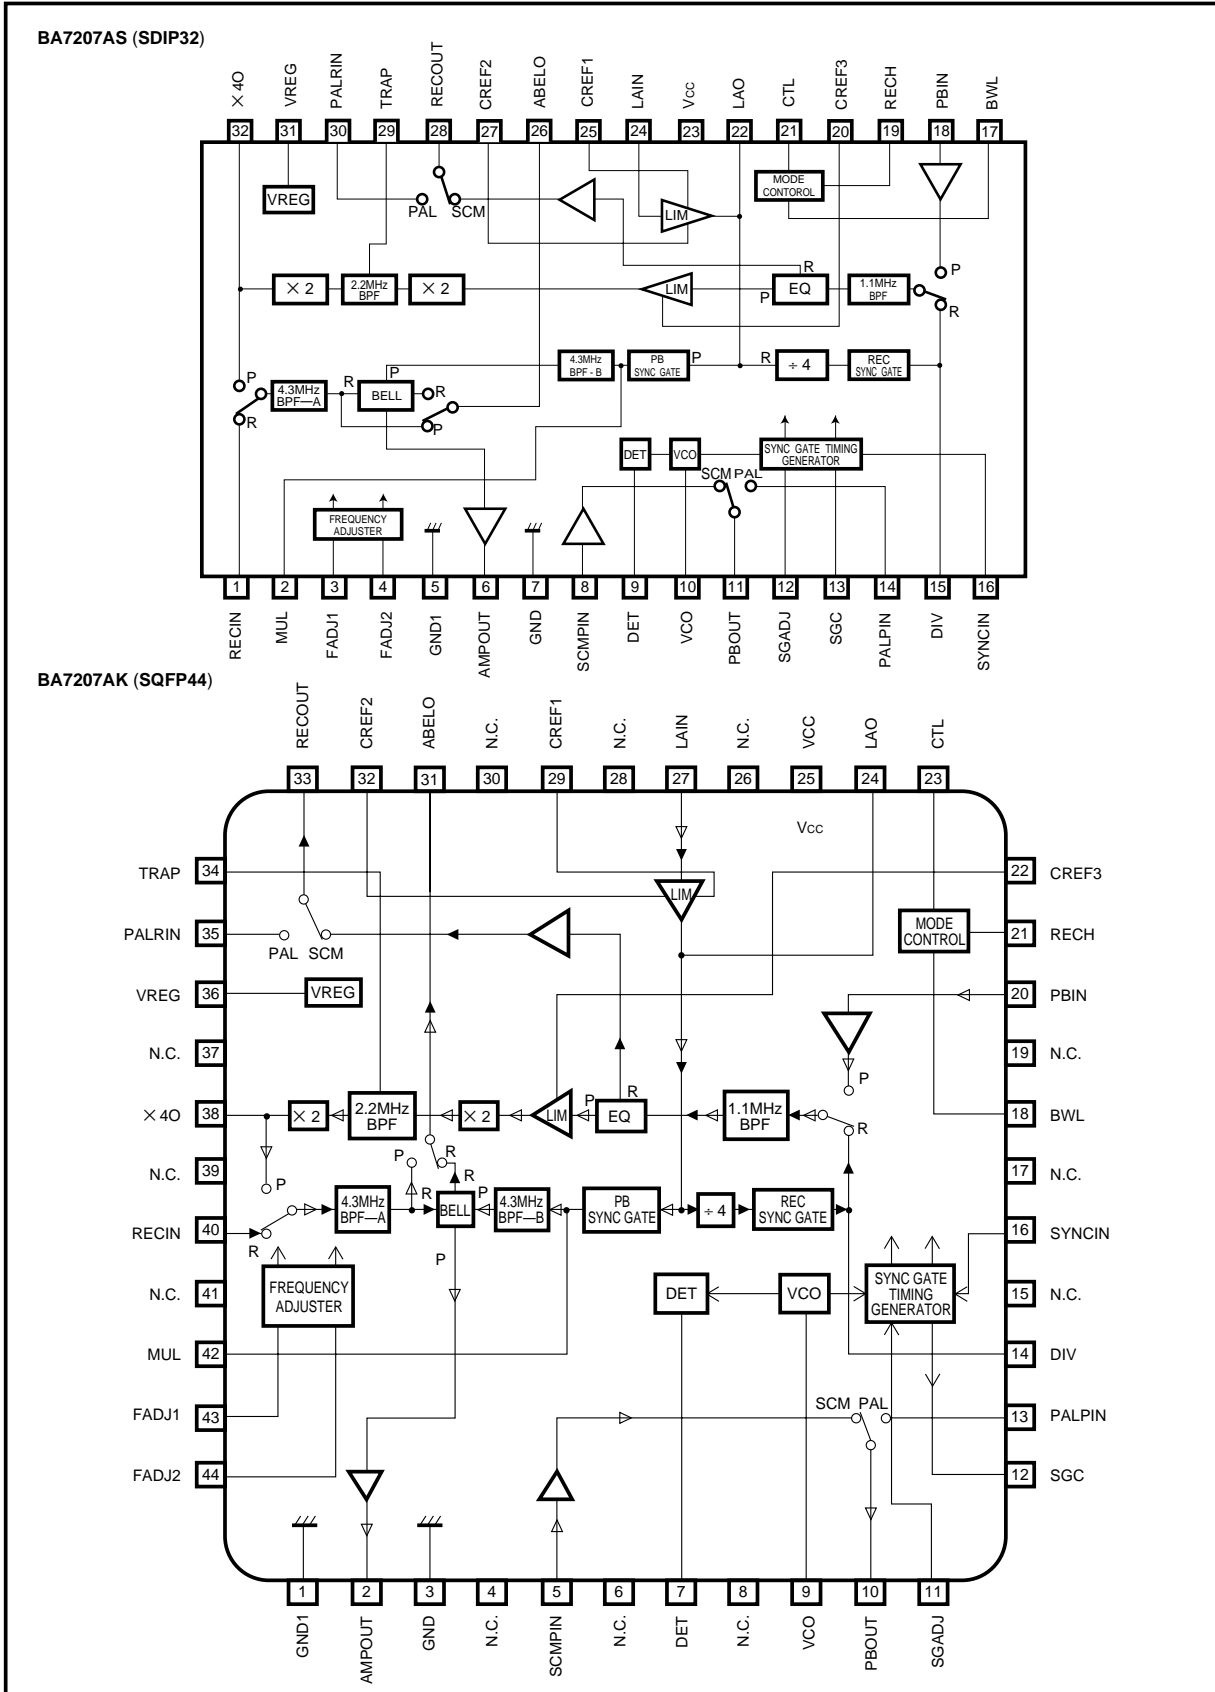 BA7207AS (SDIP32)
× 4O
VREG
PALRIN
TRAP
RECOUT
CREF2
ABELO
CREF1
LAIN
Vcc
LAO
CTL
CREF3
RECH
PBIN
BWL
32 31 30 29 28 27 26 25 24 23 22 21 20 19 18 17
VREG
PAL
SCM
LIM
MODE
CONTOROL
R
P
× 2
2.2MHz
BPF
× 2
LIM
P
EQ
1.1MHz
BPF
R
4.3MHz
BPF - B
PB
SYNC GATE
P
R
÷ 4
REC
SYNC GATE
P
R
4.3MHz
BPF—A
R
P
BELL
R
P
DET
VCO
SYNC GATE TIMING
GENERATOR
SCM
PAL
FREQUENCY
ADJUSTER
1 2 3 4 5 6 7 8 9 10 11 12 13 14 15 16
RECIN
MUL
FADJ1
FADJ2
GND1
AMPOUT
GND
SCMPIN
DET
VCO
PBOUT
SGADJ
SGC
PALPIN
DIV
SYNCIN
BA7207AK (SQFP44)
RECOUT
CREF2
ABELO
N.C.
CREF1
N.C.
LAIN
N.C.
VCC
LAO
CTL
33 32 31 30 29 28 27 26 25 24 23
Vcc
TRAP 34
22 CREF3
LIM
PALRIN 35
PAL SCM
MODE
CONTROL
21 RECH
VREG 36
VREG
20 PBIN
N.C. 37
19 N.C.
P
× 4O 38
× 2
2.2MHz
BPF
× 2
LIM
P
R
EQ
1.1MHz
BPF
R
18 BWL
N.C. 39
17 N.C.
P
P
R
R
4.3MHz
BPF—A
R
BELL
P
4.3MHz
BPF—B
PB
SYNC GATE
÷ 4
REC
SYNC GATE
RECIN 40
R
P
16 SYNCIN
N.C. 41
FREQUENCY
ADJUSTER
DET
VCO
SYNC GATE
TIMING
GENERATOR
15 N.C.
MUL 42
14 DIV
FADJ1 43
SCM PAL
13 PALPIN
FADJ2 44
12 SGC
1 2 3 4 5 6 7 8 9 10 11
GND1
AMPOUT
GND
N.C.
SCMPIN
N.C.
DET
N.C.
VCO
PBOUT
SGADJ